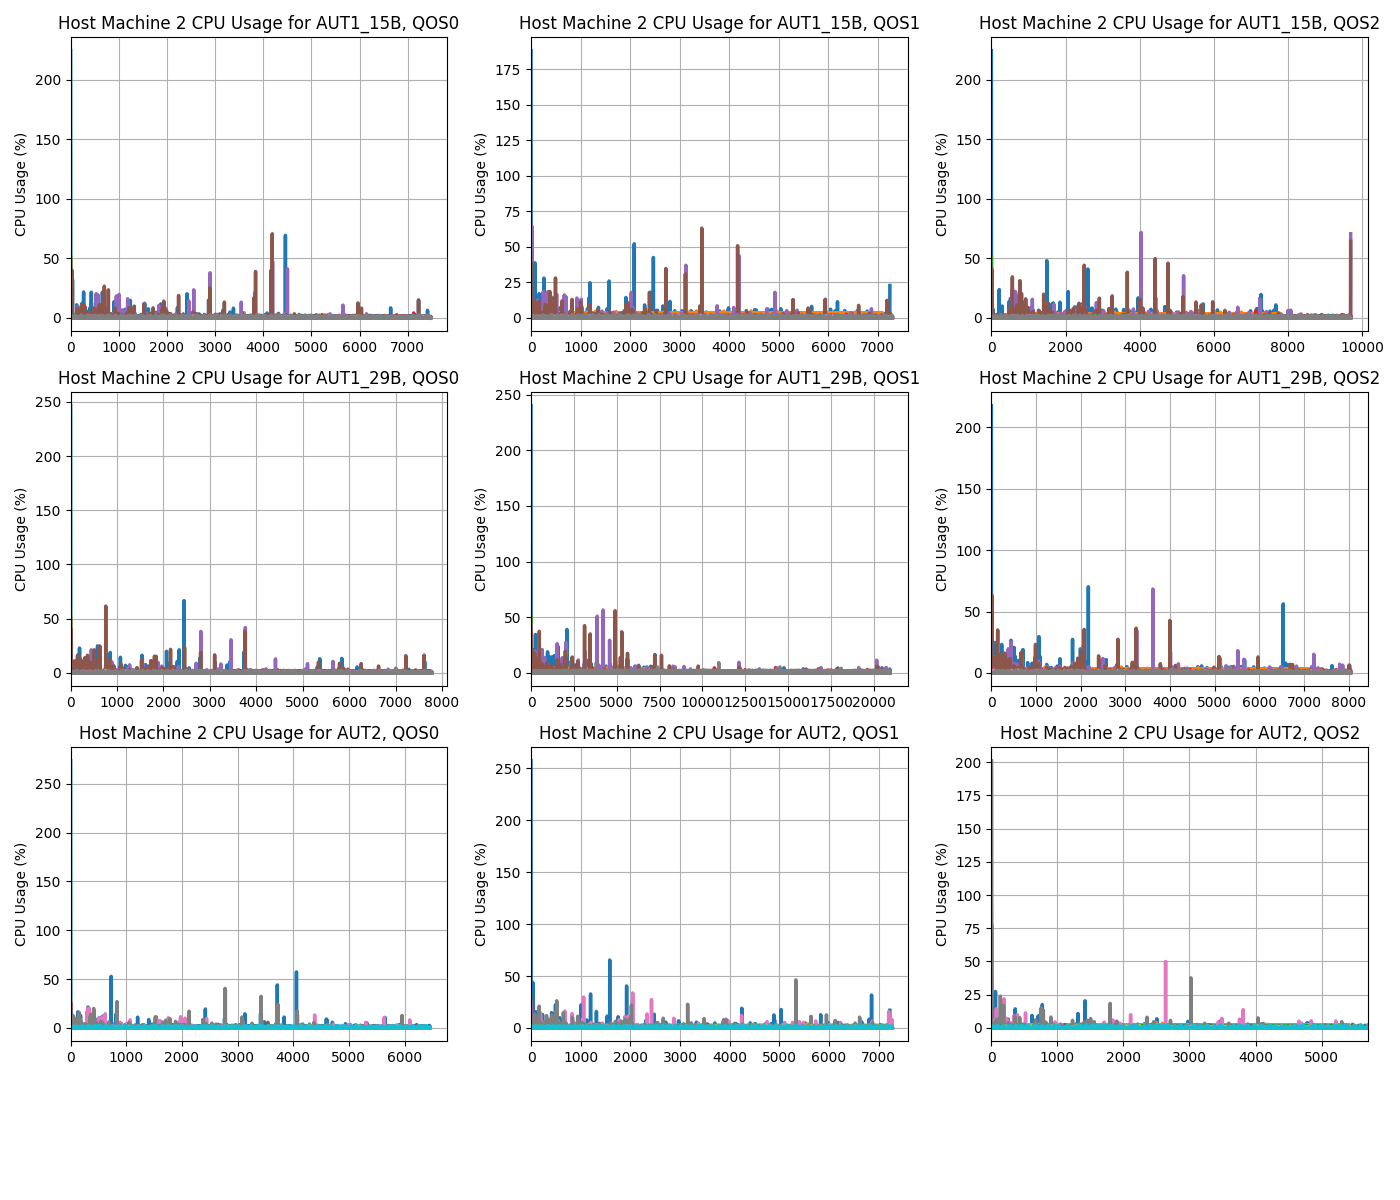 Host Machine 2 CPU Usage for AUT1_15B, QOS0
CPU Usage (%)
200
150
100
50
0
0 1000 2000 3000 4000 5000 6000 7000
Host Machine 2 CPU Usage for AUT1_15B, QOS1
CPU Usage (%)
175
150
125
100
75
50
25
0
0 1000 2000 3000 4000 5000 6000 7000
Host Machine 2 CPU Usage for AUT1_15B, QOS2
CPU Usage (%)
200
150
100
50
0
0 2000 4000 6000 8000 10000
Host Machine 2 CPU Usage for AUT1_29B, QOS0
CPU Usage (%)
250
200
150
100
50
0
0 1000 2000 3000 4000 5000 6000 7000 8000
Host Machine 2 CPU Usage for AUT1_29B, QOS1
CPU Usage (%)
250
200
150
100
50
0
0 2500 5000 7500 10000 12500 15000 17500 20000
Host Machine 2 CPU Usage for AUT1_29B, QOS2
CPU Usage (%)
200
150
100
50
0
0 1000 2000 3000 4000 5000 6000 7000 8000
Host Machine 2 CPU Usage for AUT2, QOS0
CPU Usage (%)
250
200
150
100
50
0
0 1000 2000 3000 4000 5000 6000
Host Machine 2 CPU Usage for AUT2, QOS1
CPU Usage (%)
250
200
150
100
50
0
0 1000 2000 3000 4000 5000 6000 7000
Host Machine 2 CPU Usage for AUT2, QOS2
CPU Usage (%)
200
175
150
125
100
75
50
25
0
0 1000 2000 3000 4000 5000